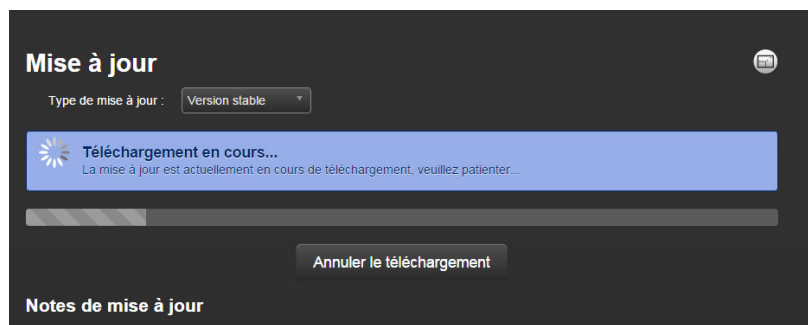 Mise à jour
Type de mise à jour : Version stable
Téléchargement en cours...
La mise à jour est actuellement en cours de téléchargement, veuillez patienter...
Annuler le téléchargement
Notes de mise à jour